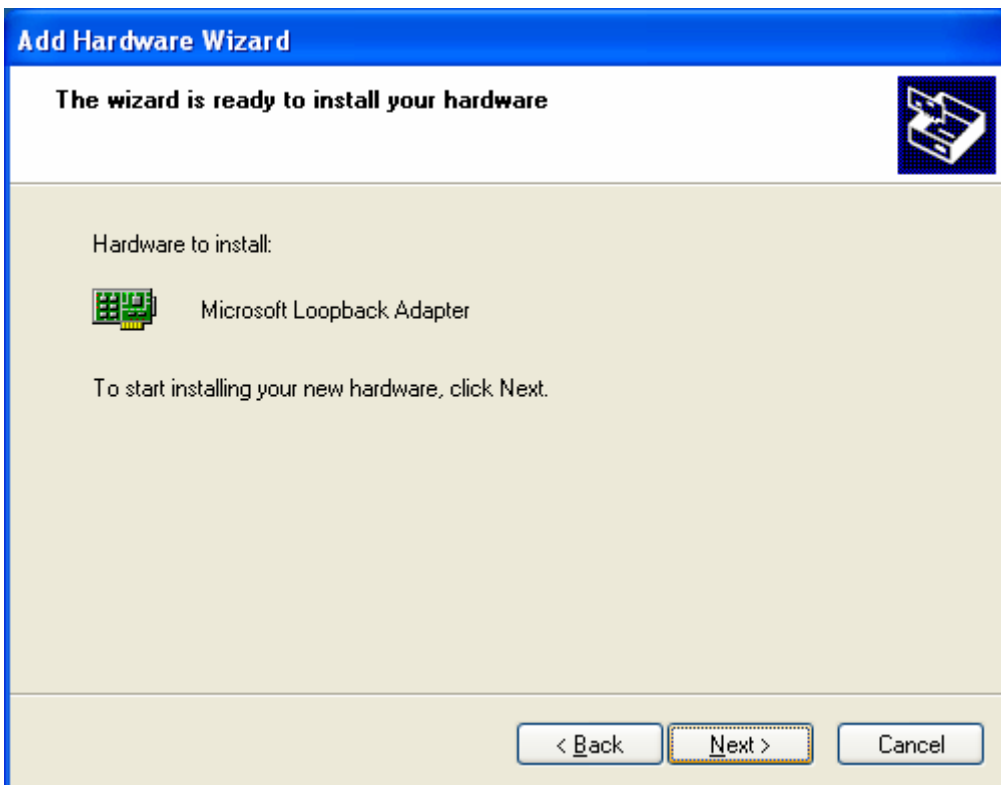 Add Hardware Wizard
The wizard is ready to install your hardware
Hardware to install:
Microsoft Loopback Adapter
To start installing your new hardware, click Next.
< Back
Next >
Cancel